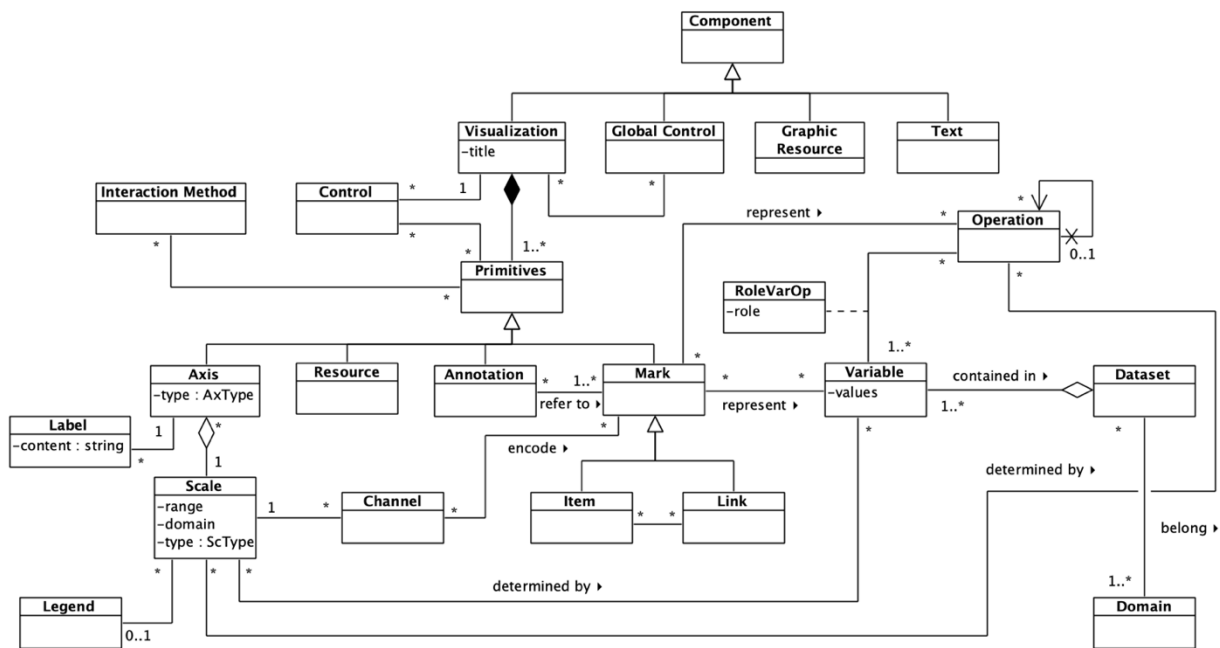 Component
Visualization
-title
Global Control
Graphic
Resource
Text
Interaction Method
Control
*
1
*
*
*
*
*
*
1..*
Primitives
*
represent ▸
*
*
Operation
0..1
*
*
RoleVarOp
-role
1..*
Axis
-type : AxType
Resource
Annotation
*
1..*
refer to ▸
Mark
*
*
*
represent ▸
Variable
-values
contained in ▸
1..*
Dataset
*
Label
-content : string
1
*
*
1
encode ▸
*
*
determined by ▸
Scale
-range
-domain
-type : ScType
1
*
Channel
*
Item
*
*
Link
belong ▸
*
*
*
determined by ▸
1..*
Legend
0..1
Domain